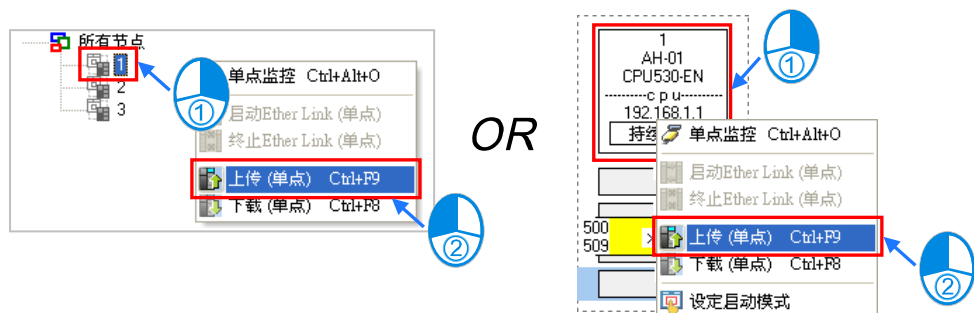 所有节点
1
2
3
单点监控 Ctrl+Alt+O
启动Ether Link (单点)
终止Ether Link (单点)
上传 (单点) Ctrl+F9
下载 (单点) Ctrl+F8
①
②
OR
1
AH-01
CPU530-EN
---------c p u---------
192.168.1.1
持续
500
509
单点监控 Ctrl+Alt+O
启动Ether Link (单点)
终止Ether Link (单点)
上传 (单点) Ctrl+F9
下载 (单点) Ctrl+F8
设定启动模式
①
②